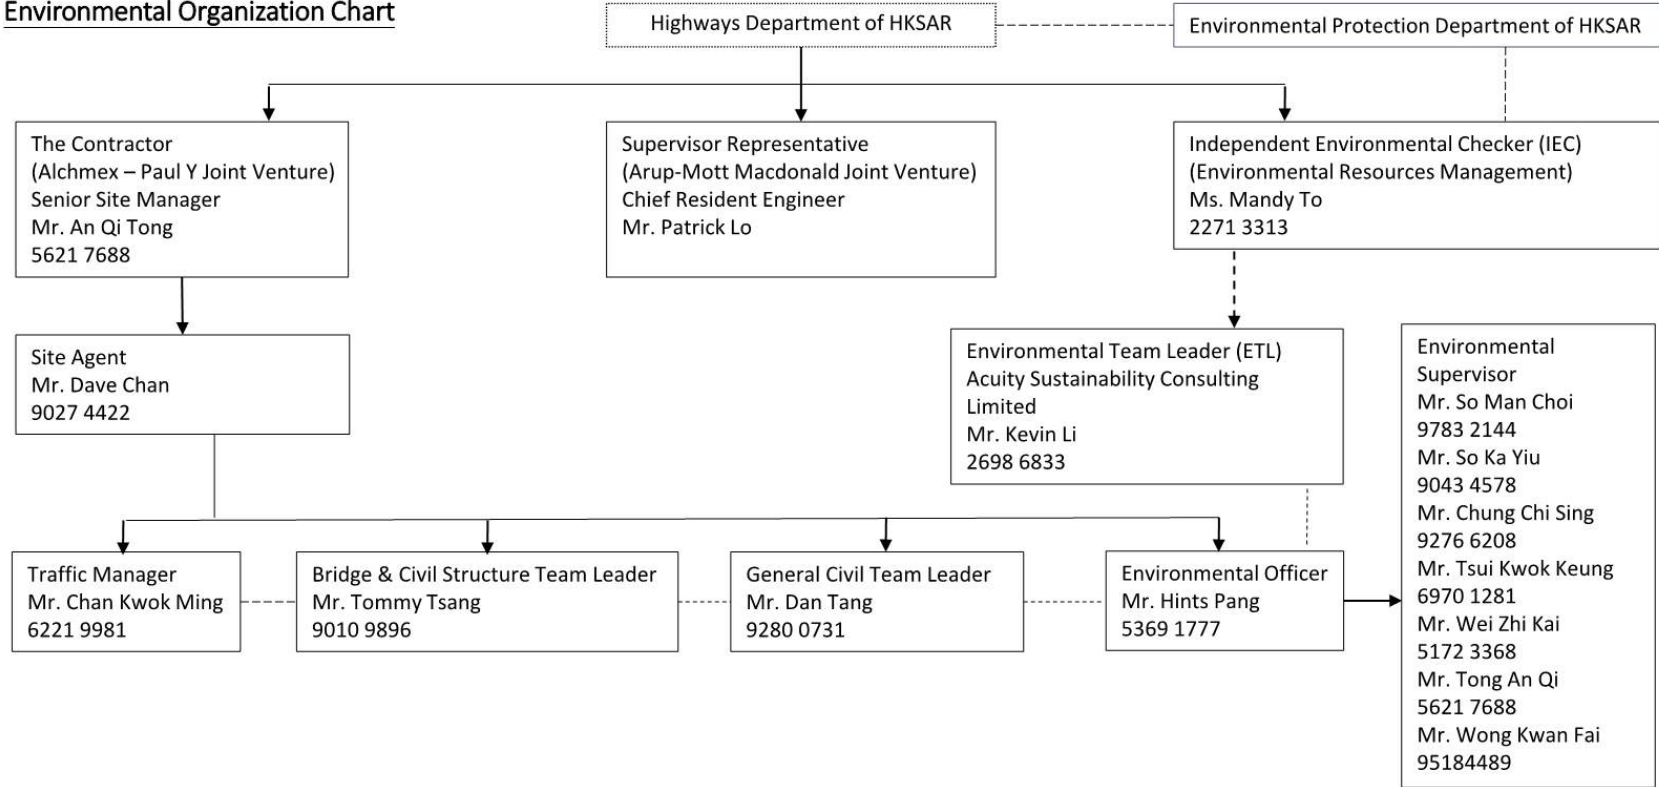 Environmental Organization Chart
Highways Department of HKSAR
Environmental Protection Department of HKSAR
The Contractor
(Alchmex – Paul Y Joint Venture)
Senior Site Manager
Mr. An Qi Tong
5621 7688
Supervisor Representative
(Arup-Mott Macdonald Joint Venture)
Chief Resident Engineer
Mr. Patrick Lo
Independent Environmental Checker (IEC)
(Environmental Resources Management)
Ms. Mandy To
2271 3313
Site Agent
Mr. Dave Chan
9027 4422
Environmental Team Leader (ETL)
Acuity Sustainability Consulting
Limited
Mr. Kevin Li
2698 6833
Traffic Manager
Mr. Chan Kwok Ming
6221 9981
Bridge & Civil Structure Team Leader
Mr. Tommy Tsang
9010 9896
General Civil Team Leader
Mr. Dan Tang
9280 0731
Environmental Officer
Mr. Hints Pang
5369 1777
Environmental
Supervisor
Mr. So Man Choi
9783 2144
Mr. So Ka Yiu
9043 4578
Mr. Chung Chi Sing
9276 6208
Mr. Tsui Kwok Keung
6970 1281
Mr. Wei Zhi Kai
5172 3368
Mr. Tong An Qi
5621 7688
Mr. Wong Kwan Fai
95184489